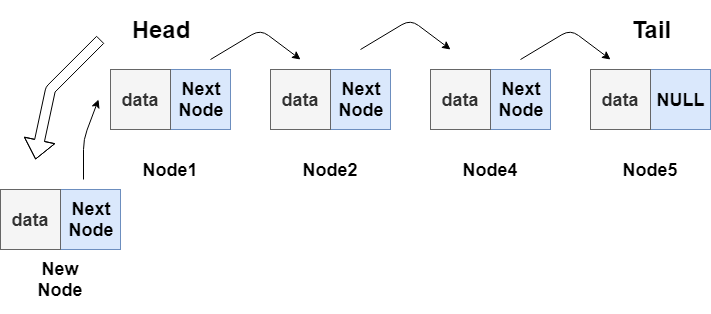 Head
Tail
data
Next
Node
data
Next
Node
data
Next
Node
data
NULL
Node1
Node2
Node4
Node5
data
Next
Node
New
Node